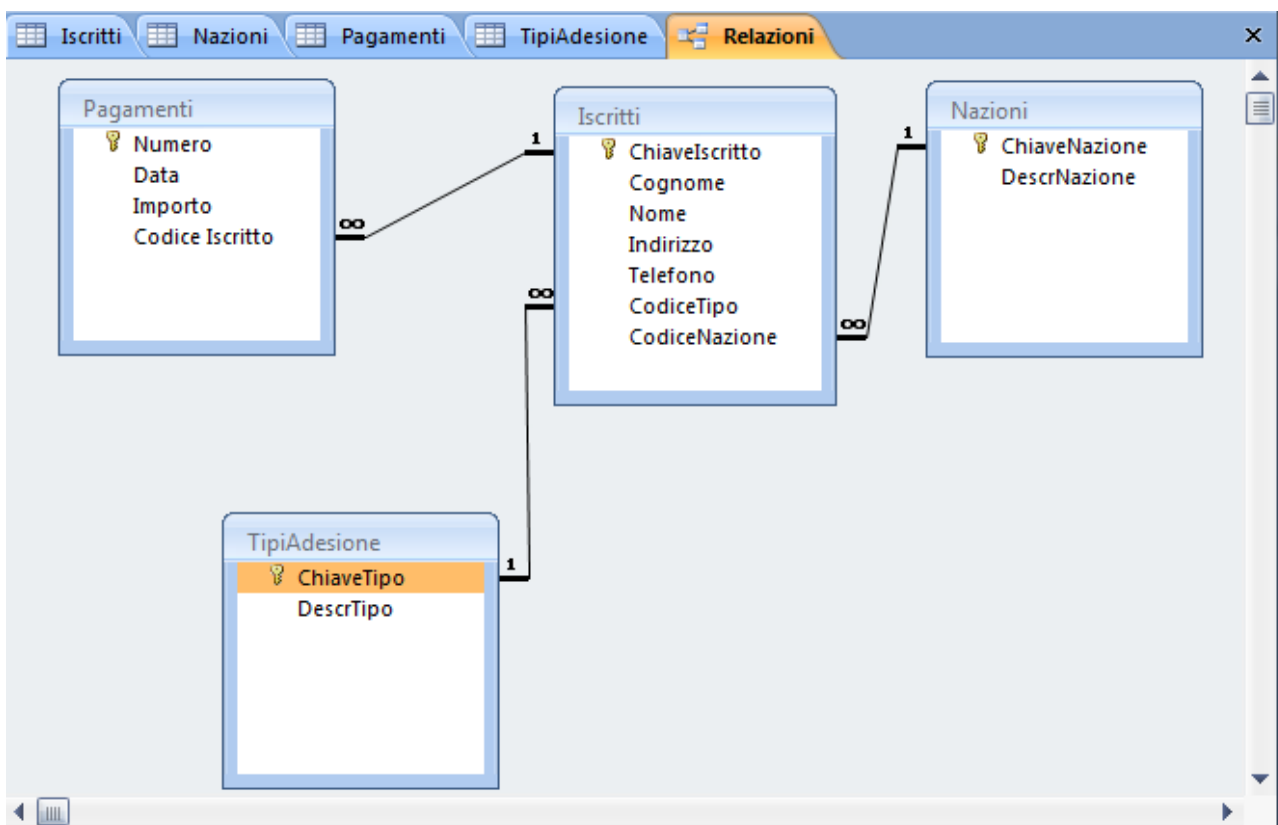 Iscritti Nazioni Pagamenti TipiAdesione Relazioni
Pagamenti
Numero
Data
Importo
Codice Iscritto
∞
1
Iscritti
ChiaveIscritto
Cognome
Nome
Indirizzo
Telefono
CodiceTipo
CodiceNazione
∞
∞
1
Nazioni
ChiaveNazione
DescrNazione
TipiAdesione
ChiaveTipo
DescrTipo
1